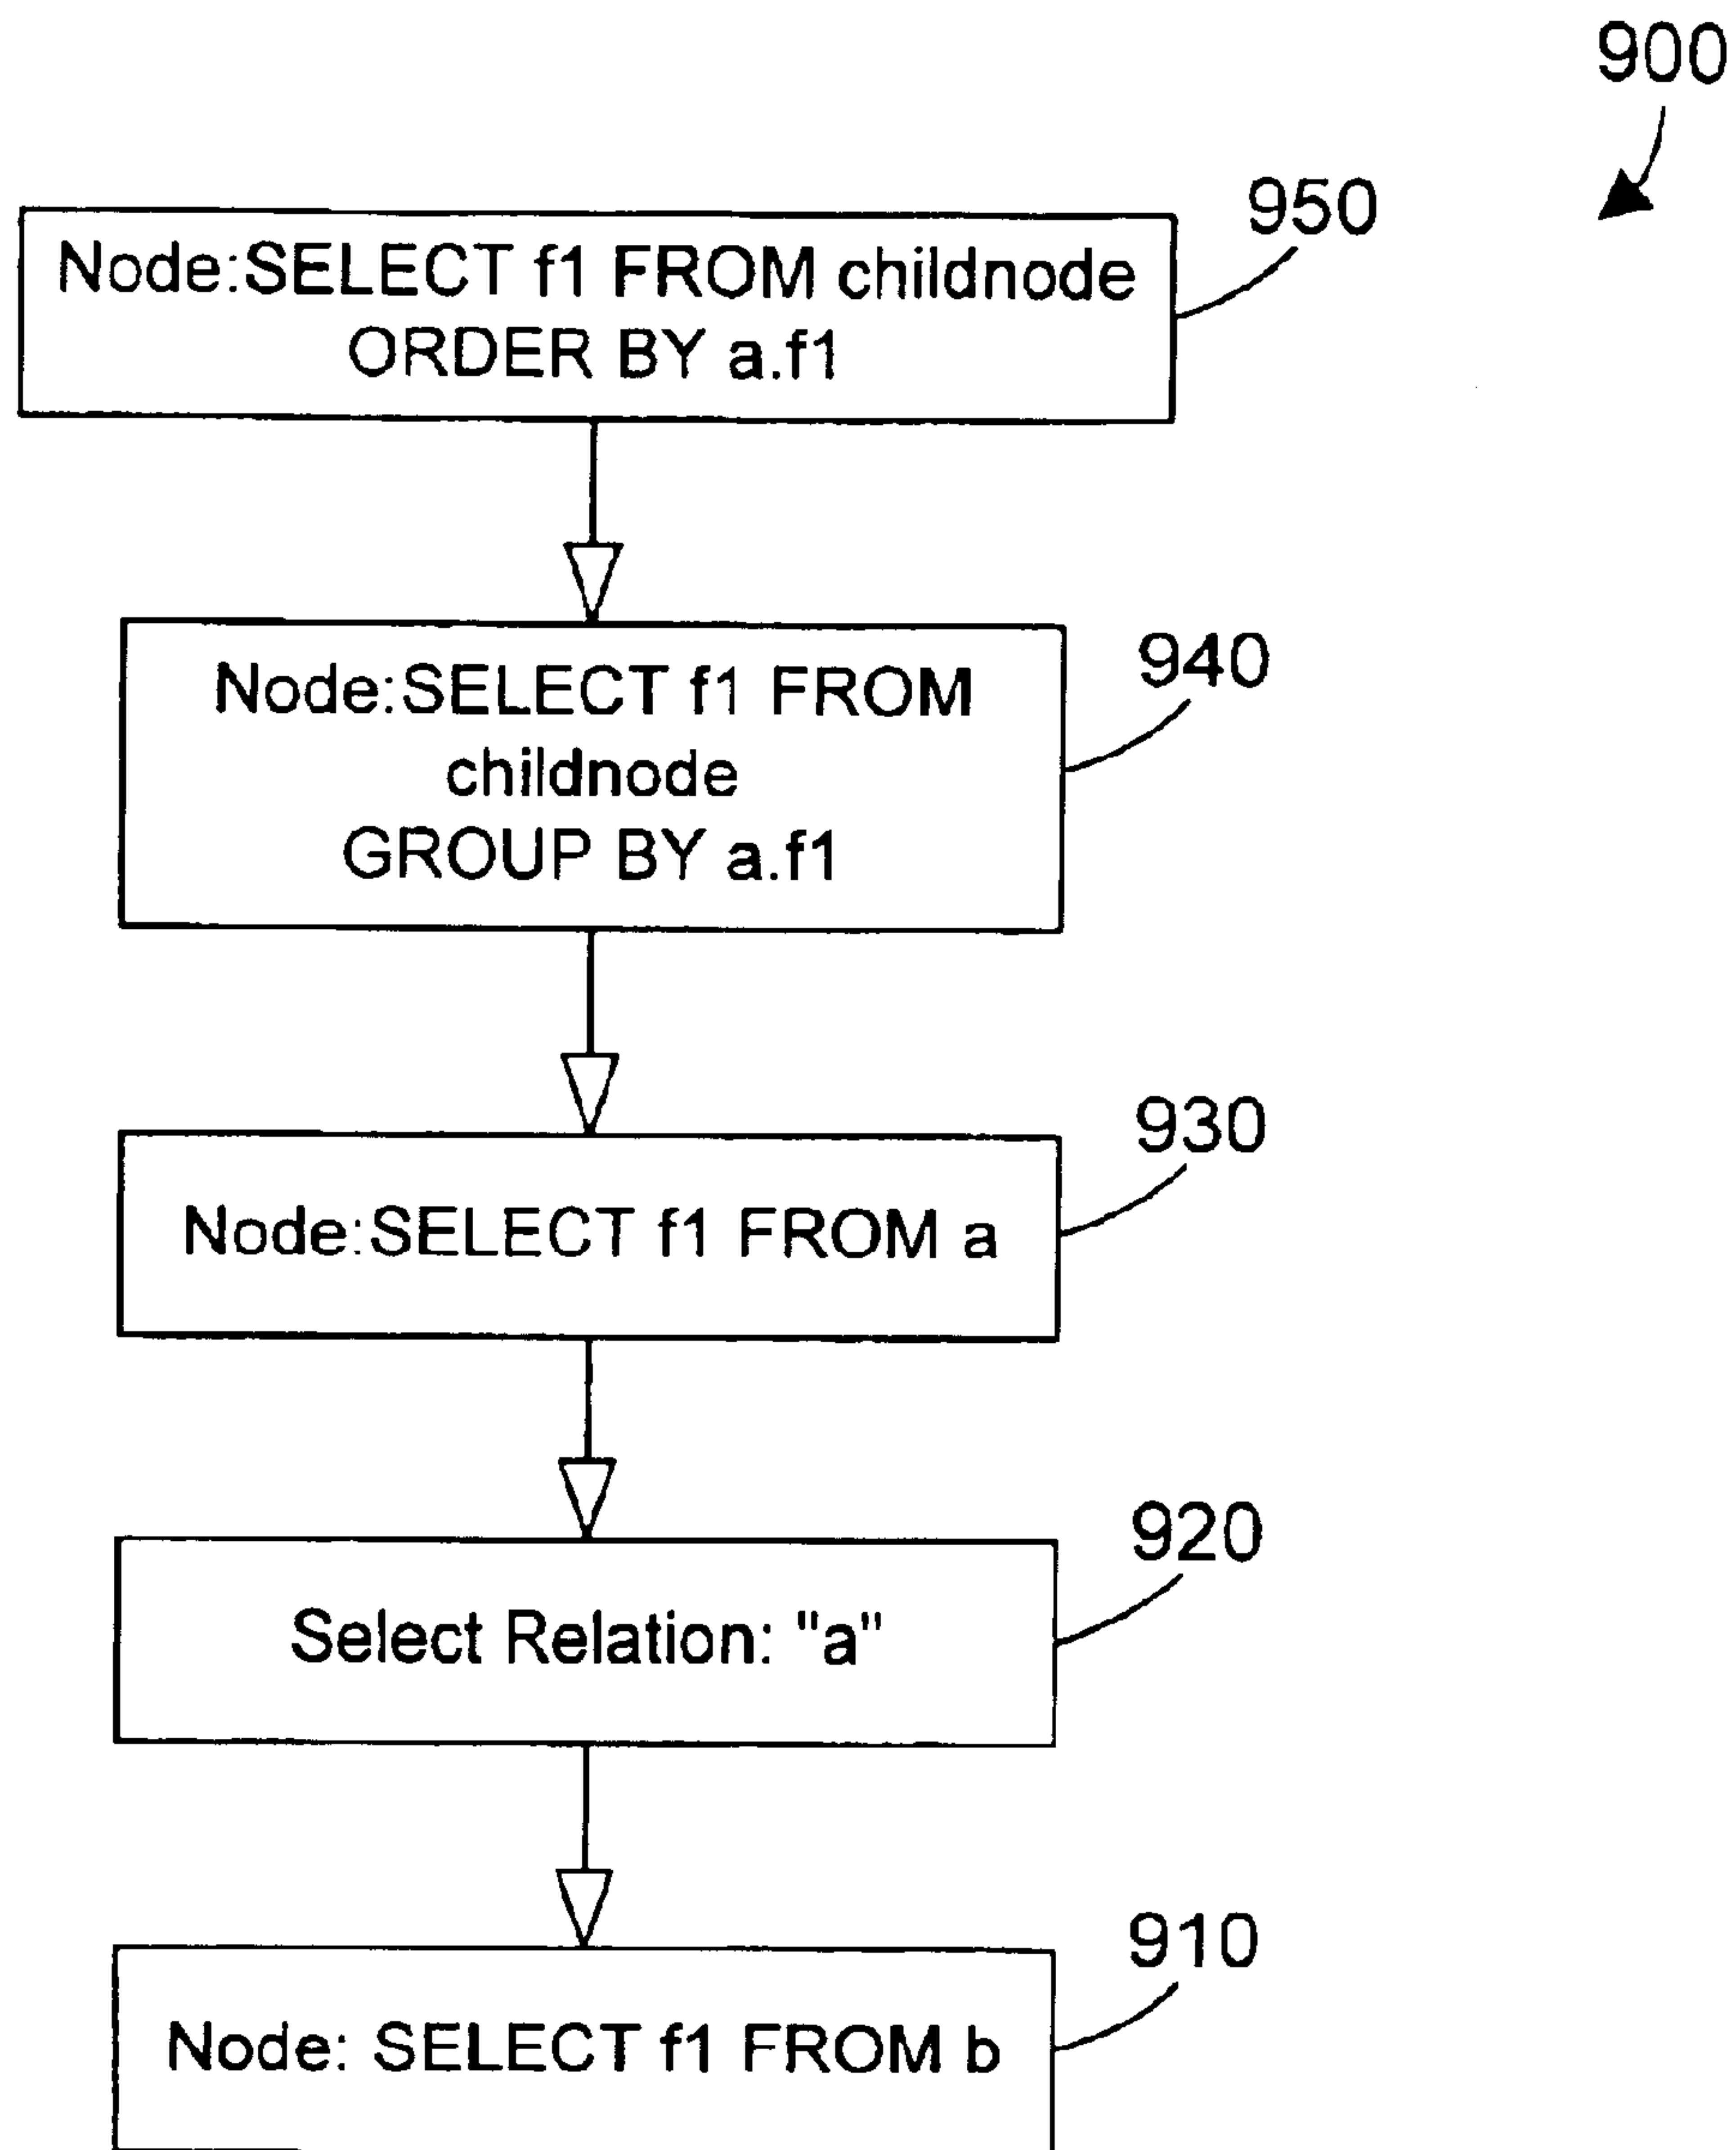 900
950
Node:SELECT f1 FROM childnode
ORDER BY a.f1
940
Node:SELECT f1 FROM
childnode
GROUP BY a.f1
930
Node:SELECT f1 FROM a
920
Select Relation: "a"
910
Node: SELECT f1 FROM b